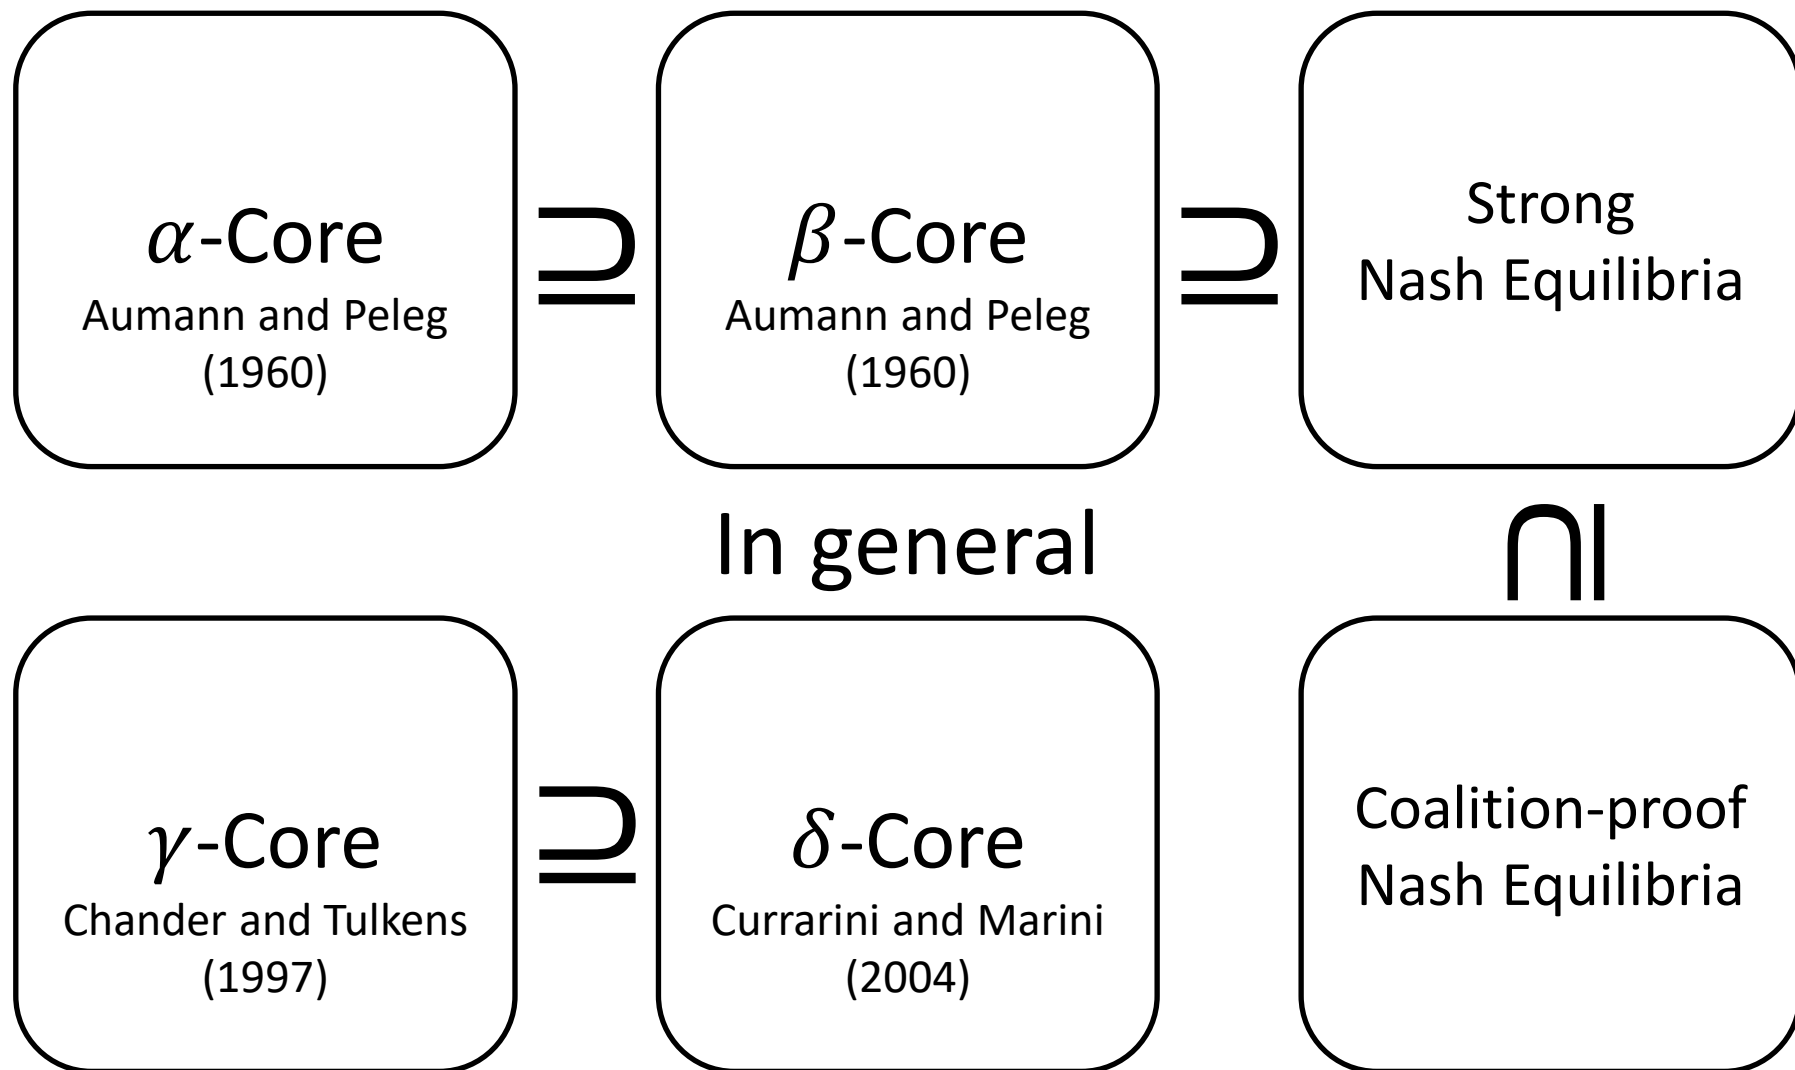 α-Core
Aumann and Peleg
(1960)
⊇
β-Core
Aumann and Peleg
(1960)
⊇
Strong
Nash Equilibria
In general
⊆
γ-Core
Chander and Tulkens
(1997)
⊇
δ-Core
Currarini and Marini
(2004)
Coalition-proof
Nash Equilibria